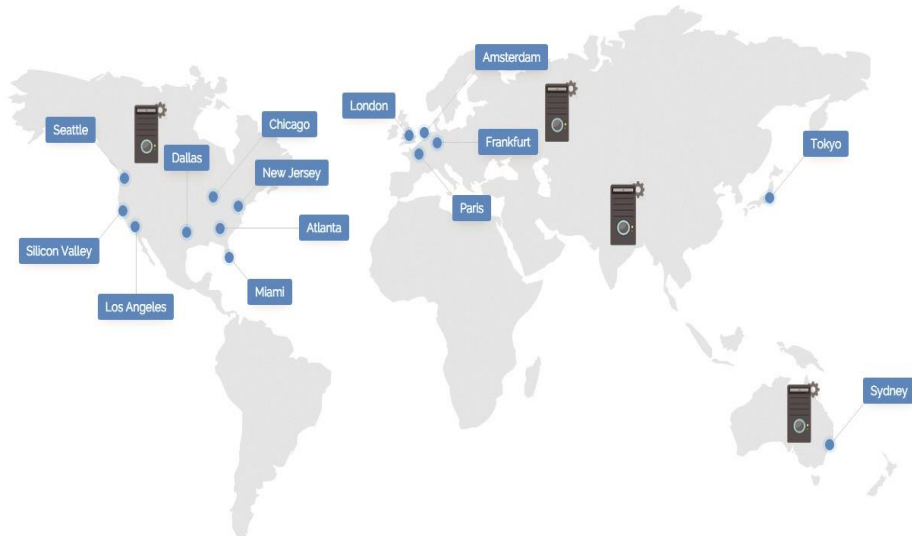 Amsterdam
London
Chicago
Seattle
Frankfurt
Tokyo
Dallas
New Jersey
Paris
Atlanta
Silicon Valley
Miami
Los Angeles
Sydney